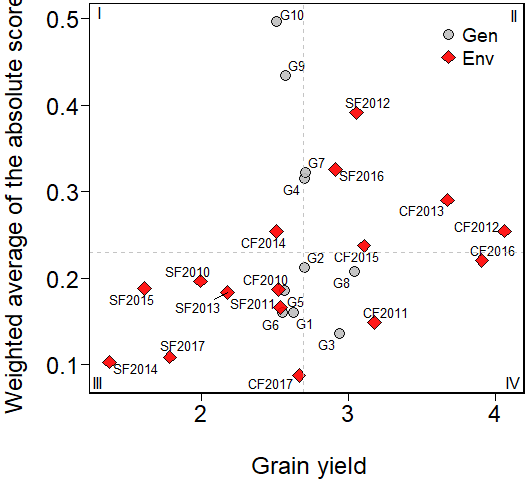 Weighted average of the absolute score
0.5
0.4
0.3
0.2
0.1
I
II
III
IV
Gen
Env
G10
G9
SF2012
G7
G4
SF2016
CF2013
CF2012
CF2014
CF2015
CF2016
G2
G8
SF2010
CF2010
SF2015
SF2013
SF2011
G5
G6
G1
CF2011
G3
SF2017
SF2014
CF2017
2
3
4
Grain yield